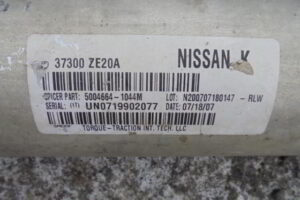 37300 ZE20A NISSAN K
SPICER PART: 5004664-1044M LOT: N200707180147 - RLW
SERIAL: (1T) UN0719902077 DATE: 07/18/07
TORQUE-TRACTION INT. TECH, LLC